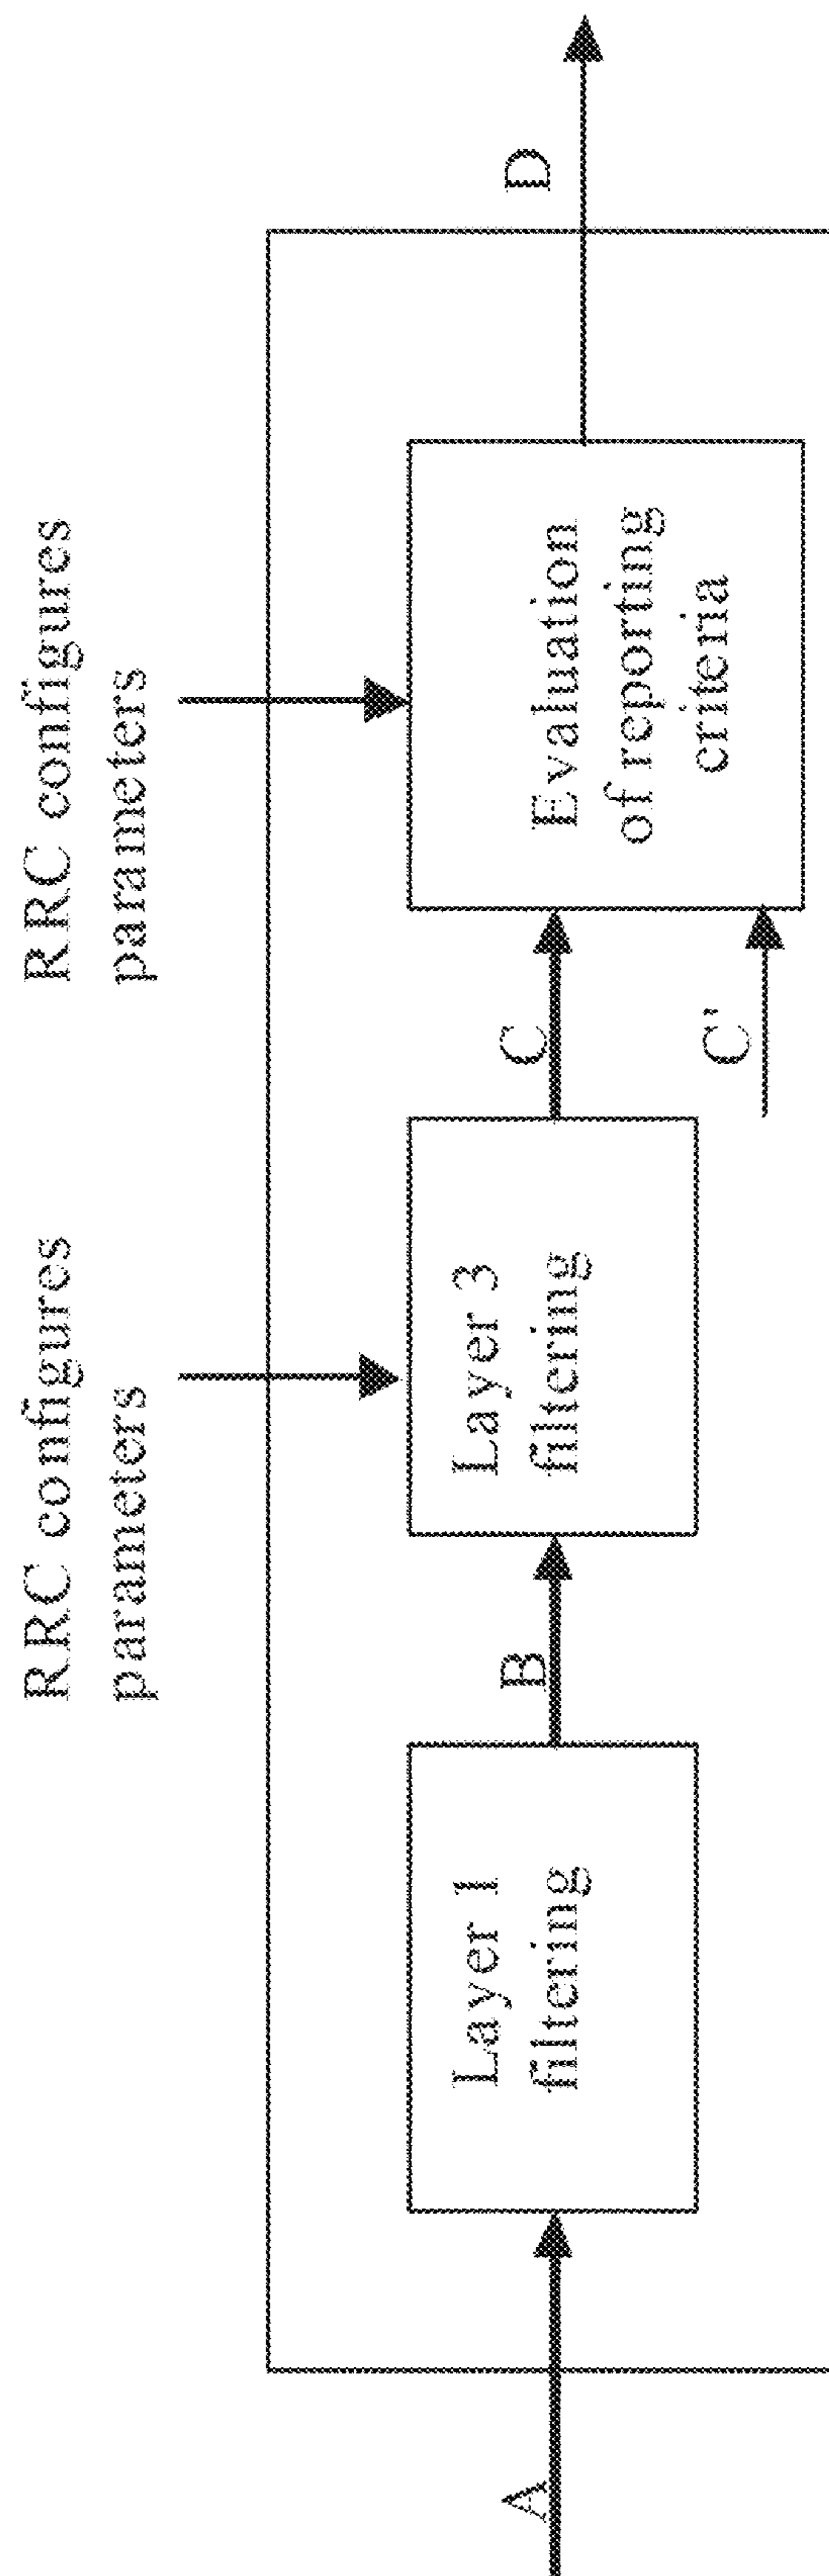 RRC configures
parameters
RRC configures
parameters
A
Layer 1
filtering
B
Layer 3
filtering
C
C'
Evaluation
of reporting
criteria
D